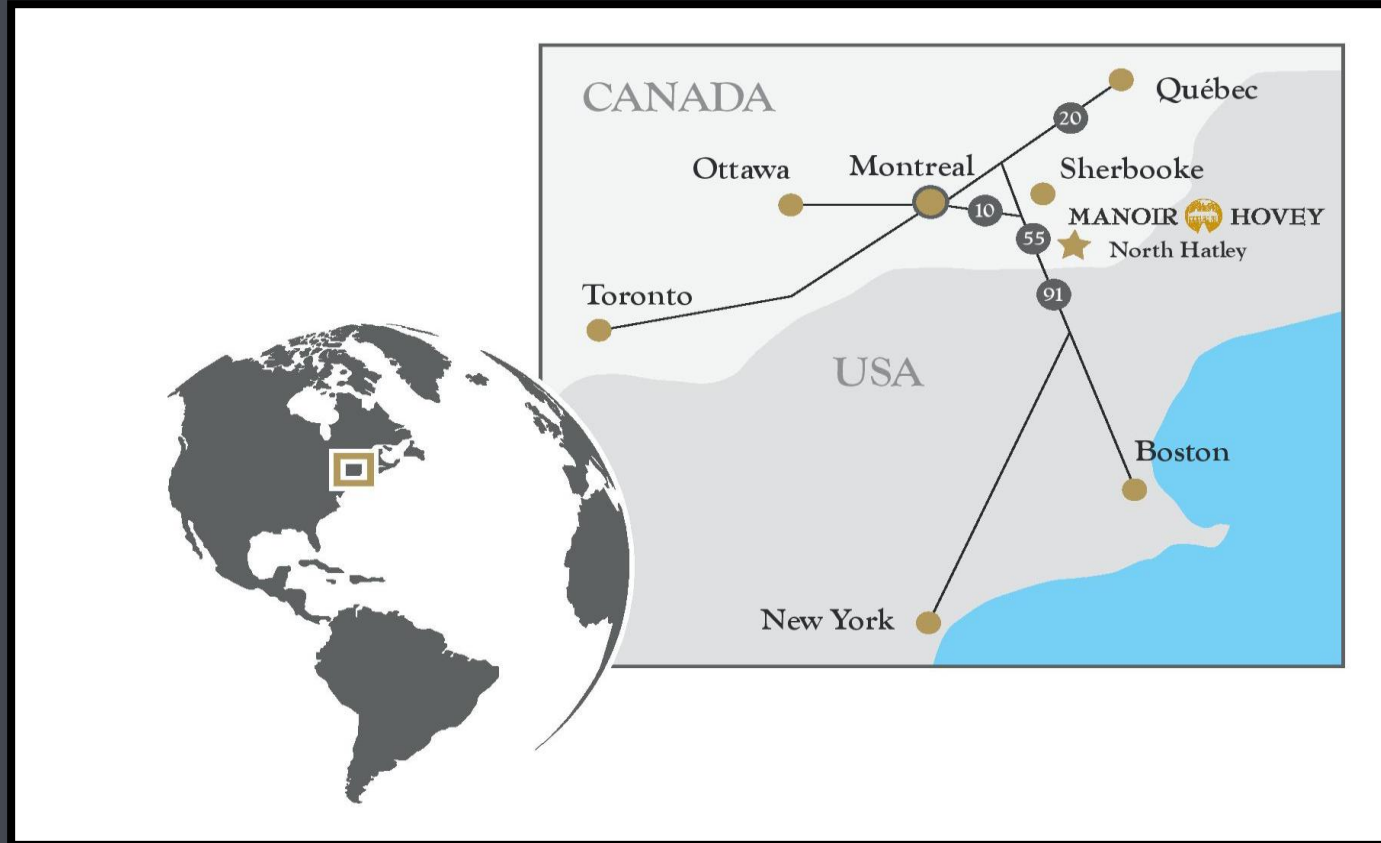 CANADA
Québec
20
Ottawa
Montreal
Sherbooke
10
MANOIR HOVEY
55
North Hatley
91
Toronto
USA
Boston
New York